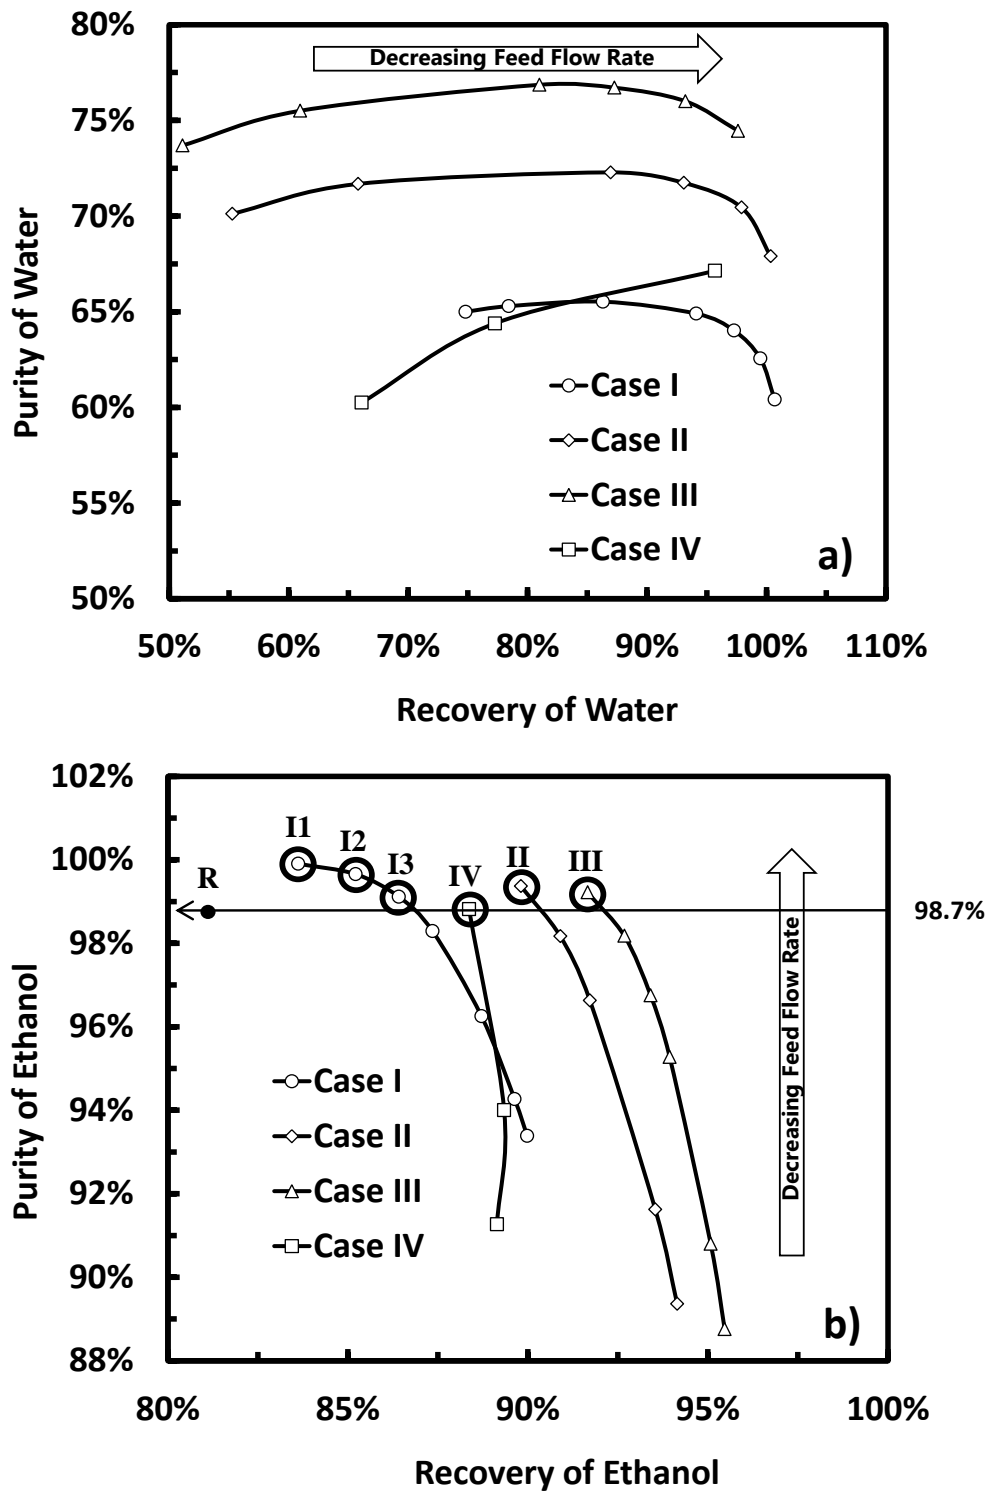 80%
Decreasing Feed Flow Rate
75%
70%
65%
60%
55%
50%
Purity of Water
Case I
Case II
Case III
Case IV
a)
50% 60% 70% 80% 90% 100% 110%
Recovery of Water
102%
100%
98%
96%
94%
92%
90%
88%
Purity of Ethanol
I1
I2
I3
R
IV
II
III
98.7%
Decreasing Feed Flow Rate
Case I
Case II
Case III
Case IV
b)
80% 85% 90% 95% 100%
Recovery of Ethanol